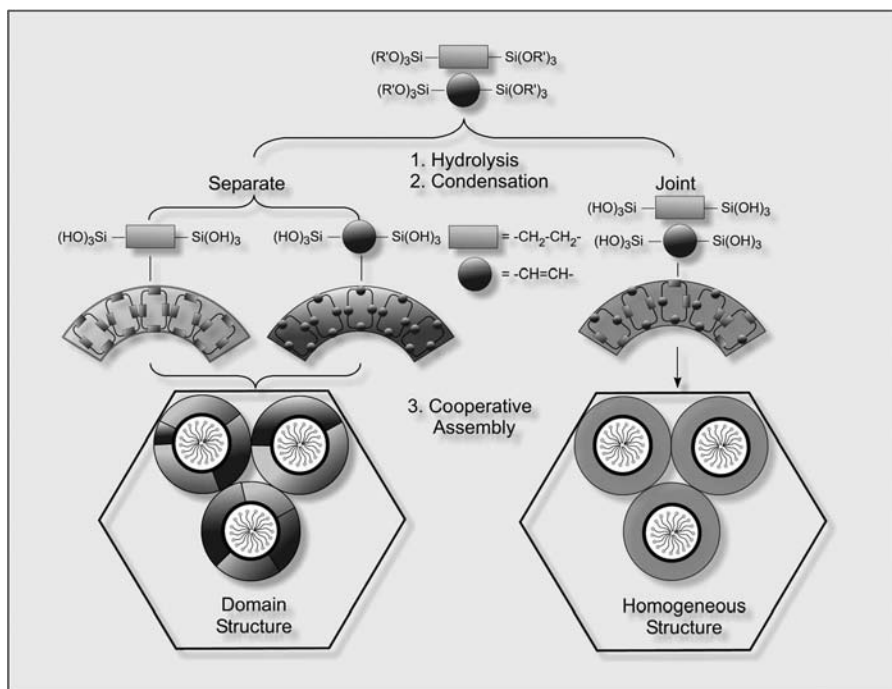 (R'O)₃Si Si(OR')₃
(R'O)₃Si Si(OR')₃
1. Hydrolysis
2. Condensation
Separate
Joint
(HO)₃Si Si(OH)₃
(HO)₃Si Si(OH)₃
= -CH₂-CH₂-
= -CH=CH-
(HO)₃Si Si(OH)₃
(HO)₃Si Si(OH)₃
3. Cooperative
Assembly
Domain
Structure
Homogeneous
Structure